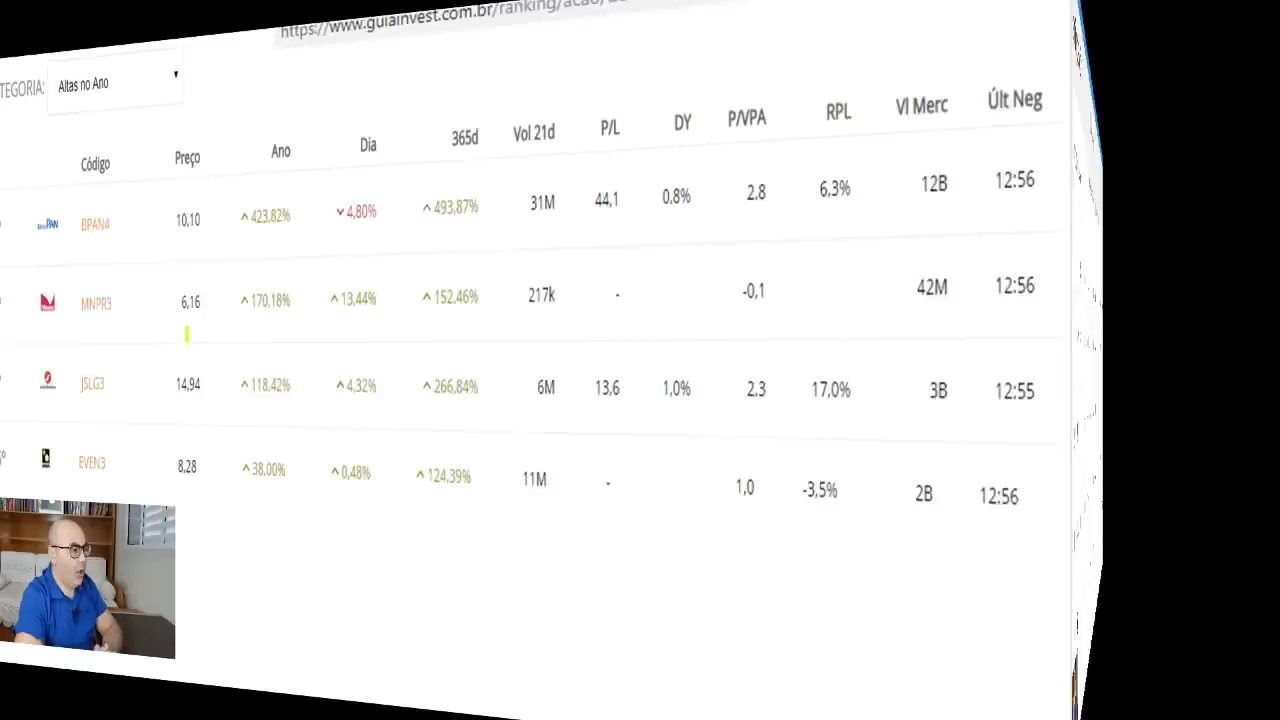 https://www.guiainvest.com.br/ranking/acao/
TEGORIA: Altas no Ano
Código Preço Ano Dia 365d Vol 21d P/L DY P/VPA RPL Vl Merc Últ Neg
PAN BPAN4 10,10 423,82% 4,80% 493,87% 31M 44,1 0,8% 2.8 6,3% 12B 12:56
MNPR3 6,16 170,18% 13,44% 152,46% 217k - -0,1 42M 12:56
JSLG3 14,94 118,42% 4,32% 266,84% 6M 13,6 1,0% 2,3 17,0% 3B 12:55
EVEN3 8,28 38,00% 0,48% 124,39% 11M - 1,0 -3,5% 2B 12:56